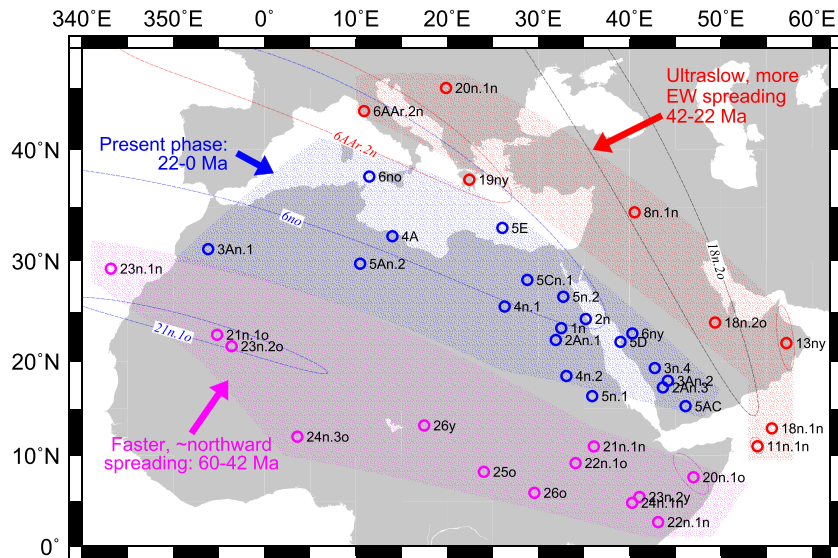 340˚E 350˚E 0˚ 10˚E 20˚E 30˚E 40˚E 50˚E 60˚E
40˚N
30˚N
20˚N
10˚N
0˚
Ultraslow, more
EW spreading
42-22 Ma
Present phase:
22-0 Ma
Faster, ~northward
spreading: 60-42 Ma
20n.1n
6AAr.2n
6AAr.2n
6no
19ny
8n.1n
6no
5E
4A
3An.1
5An.2
23n.1n
5Cn.1
5n.2
4n.1
18n.2o
2n
18n.2o
1n
6ny
2An.1
5D
13ny
21n.1o
21n.1o
23n.2o
3n.4
4n.2
3An.2
2An.3
5n.1
5AC
26y
18n.1n
24n.3o
21n.1n
11n.1n
22n.1o
25o
20n.1o
26o
23n.2y
24n.1n
22n.1n